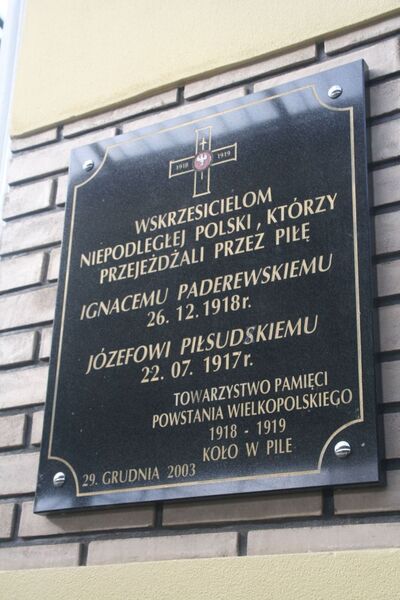 1918 1919
WSKRZESICIELOM
NIEPODLEGŁEJ POLSKI, KTÓRZY
PRZEJEŻDŻALI PRZEZ PIŁĘ
IGNACEMU PADEREWSKIEMU
26. 12. 1918r.
JÓZEFOWI PIŁSUDSKIEMU
22. 07. 1917r.
TOWARZYSTWO PAMIĘCI
POWSTANIA WIELKOPOLSKIEGO
1918 - 1919
KOŁO W PILE
29. GRUDNIA 2003